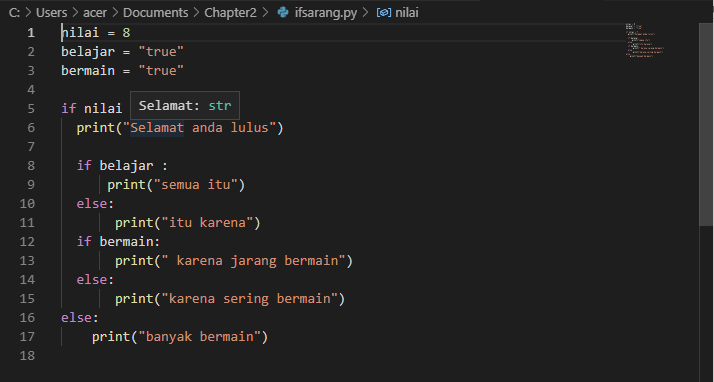 C: > Users > acer > Documents > Chapter2 > ifsarang.py > nilai
1 nilai = 8
2 belajar = "true"
3 bermain = "true"
4
5 if nilai
Selamat: str
6 print("Selamat anda lulus")
7
8 if belajar :
9 print("semua itu")
10 else:
11 print("itu karena")
12 if bermain:
13 print(" karena jarang bermain")
14 else:
15 print("karena sering bermain")
16 else:
17 print("banyak bermain")
18